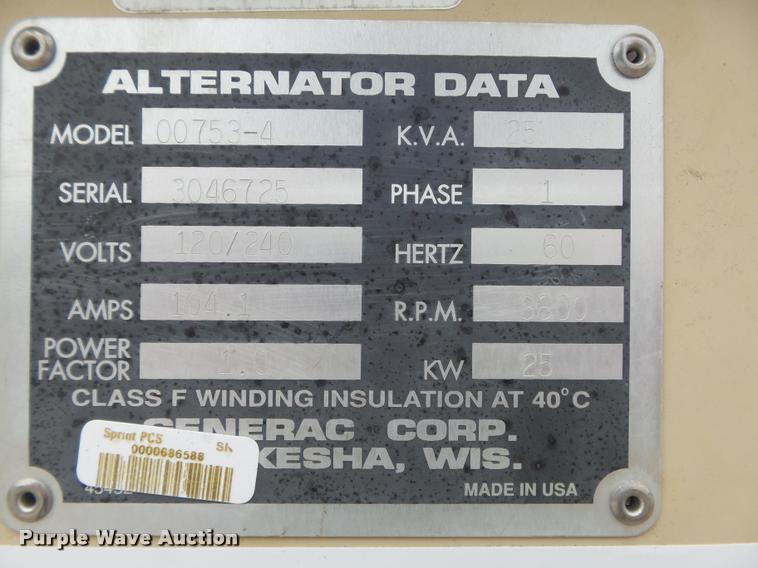 ALTERNATOR DATA
MODEL 00753-4 K.V.A. 25
SERIAL 3046725 PHASE 1
VOLTS 120/240 HERTZ 60
AMPS 104.1 R.P.M.
POWER FACTOR 1.0 KW 25
CLASS F WINDING INSULATION AT 40°C
GENERAC CORP.
KESHA, WIS.
MADE IN USA
Sprint PCS
0000686588
Purple Wave Auction